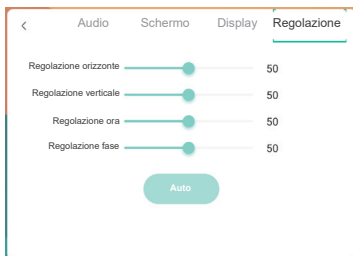 Audio Schermo Display Regolazione
Regolazione orizzonte 50
Regolazione verticale 50
Regolazione ora 50
Regolazione fase 50
Auto